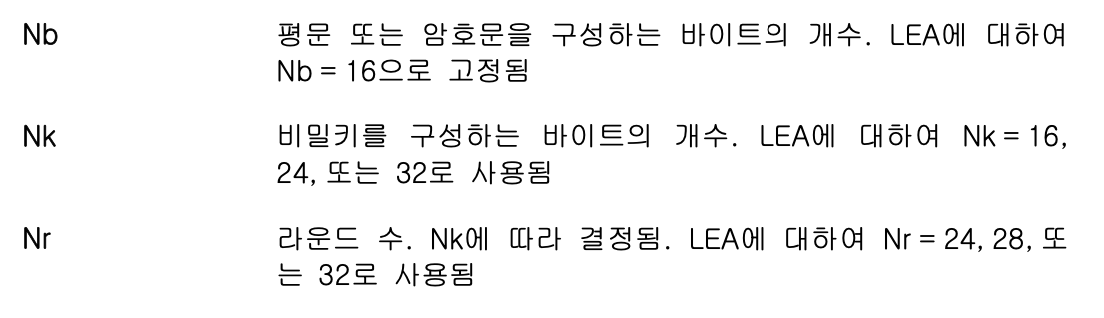 Nb 평문 또는 암호문을 구성하는 바이트의 개수. LEA에 대하여
Nb = 16으로 고정됨
Nk 비밀키를 구성하는 바이트의 개수. LEA에 대하여 Nk = 16,
24, 또는 32로 사용됨
Nr 라운드 수. Nk에 따라 결정됨. LEA에 대하여 Nr = 24, 28, 또
는 32로 사용됨